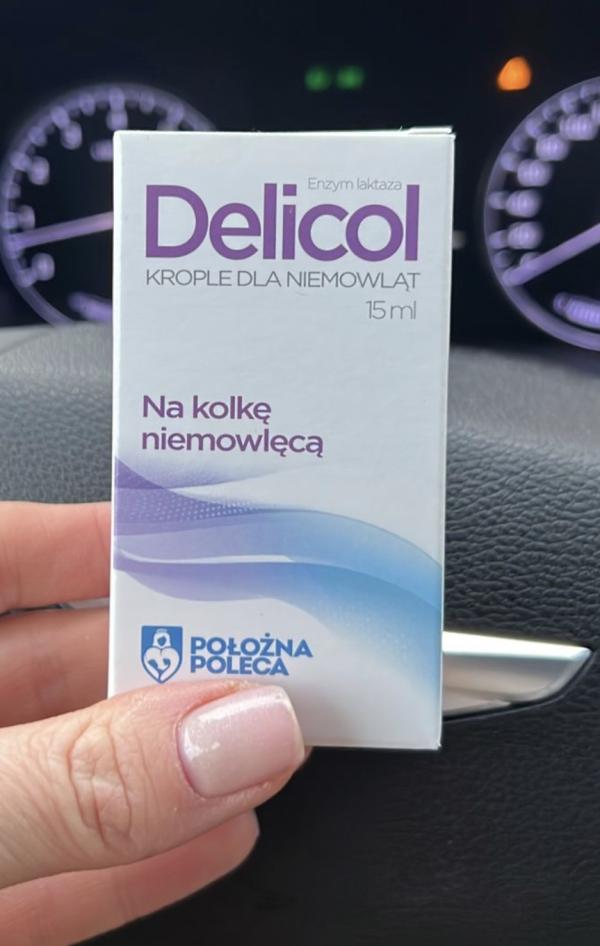 Enzym laktaza
Delicol
KROPLE DLA NIEMOWLĄT
15 ml
Na kolkę
niemowlęcą
POŁOŻNA
POLECA